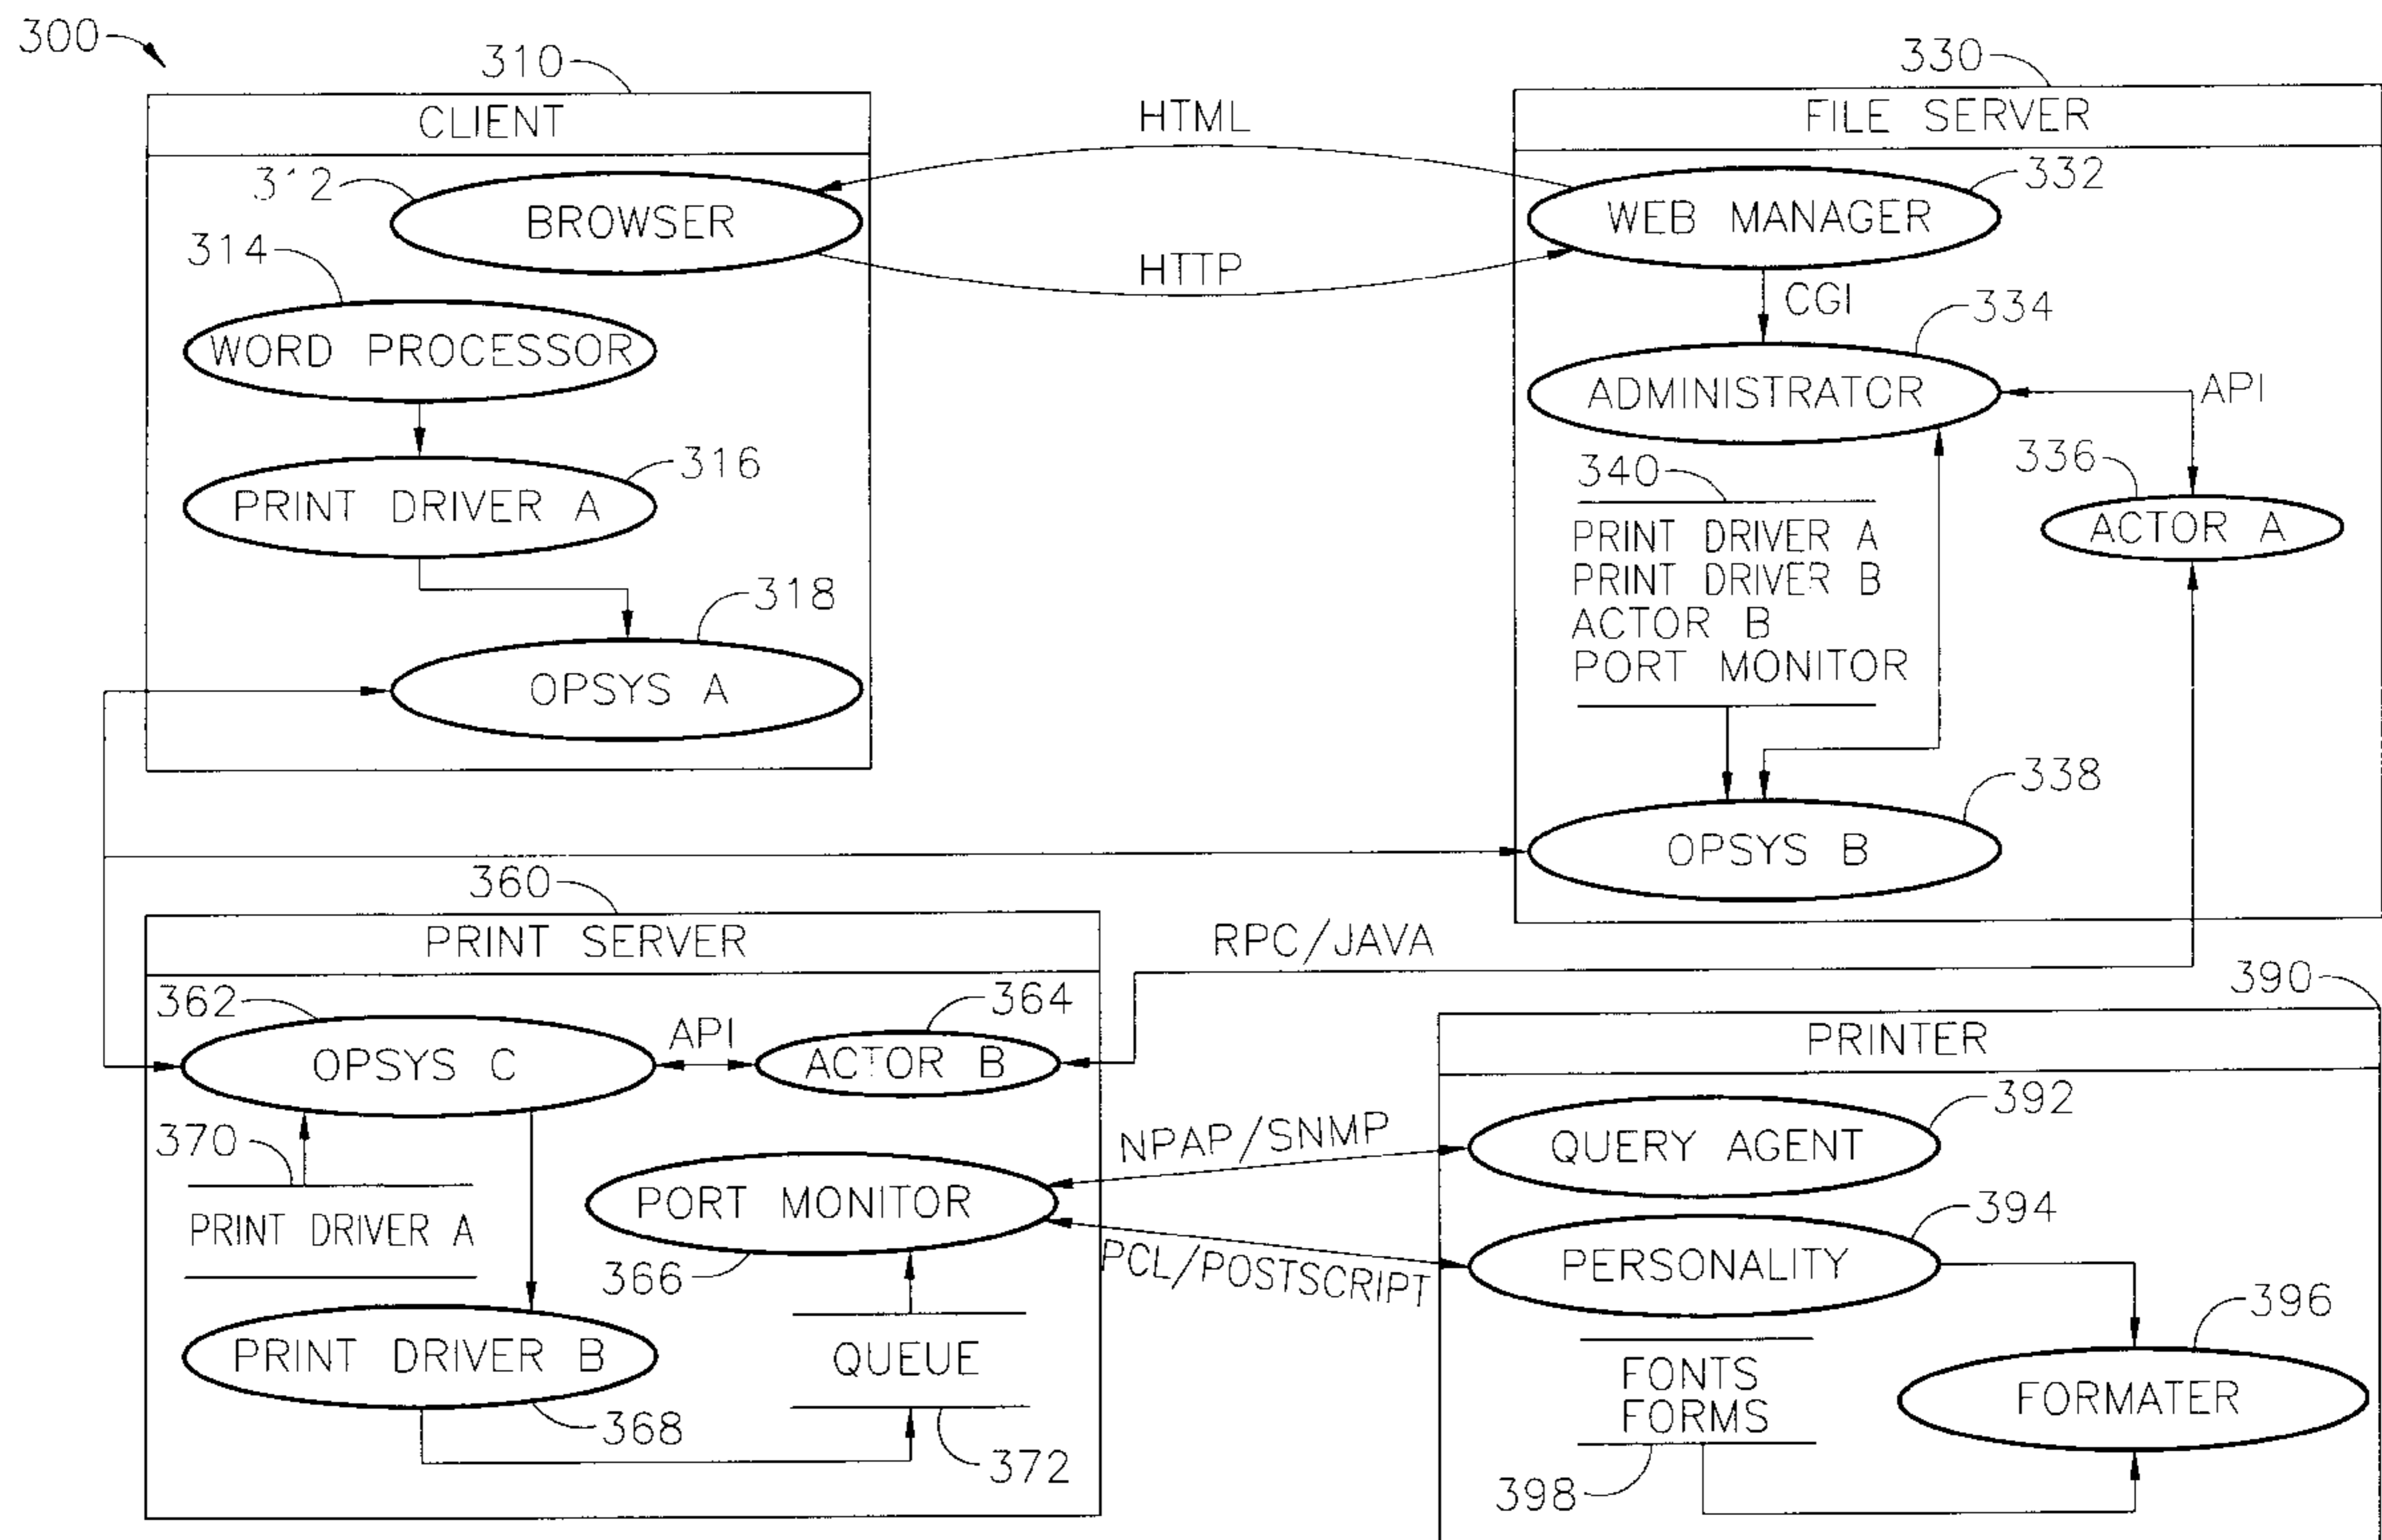 300
310
CLIENT
312
BROWSER
314
WORD PROCESSOR
316
PRINT DRIVER A
318
OPSYS A
HTML
HTTP
330
FILE SERVER
332
WEB MANAGER
CGI
334
ADMINISTRATOR
API
340
336
ACTOR A
PRINT DRIVER A
PRINT DRIVER B
ACTOR B
PORT MONITOR
338
OPSYS B
360
PRINT SERVER
RPC/JAVA
362
OPSYS C
API
364
ACTOR B
370
PRINT DRIVER A
PORT MONITOR
366
PRINT DRIVER B
368
QUEUE
372
NPAP/SNMP
PCL/POSTSCRIPT
390
PRINTER
392
QUERY AGENT
394
PERSONALITY
396
FORMATER
FONTS
FORMS
398